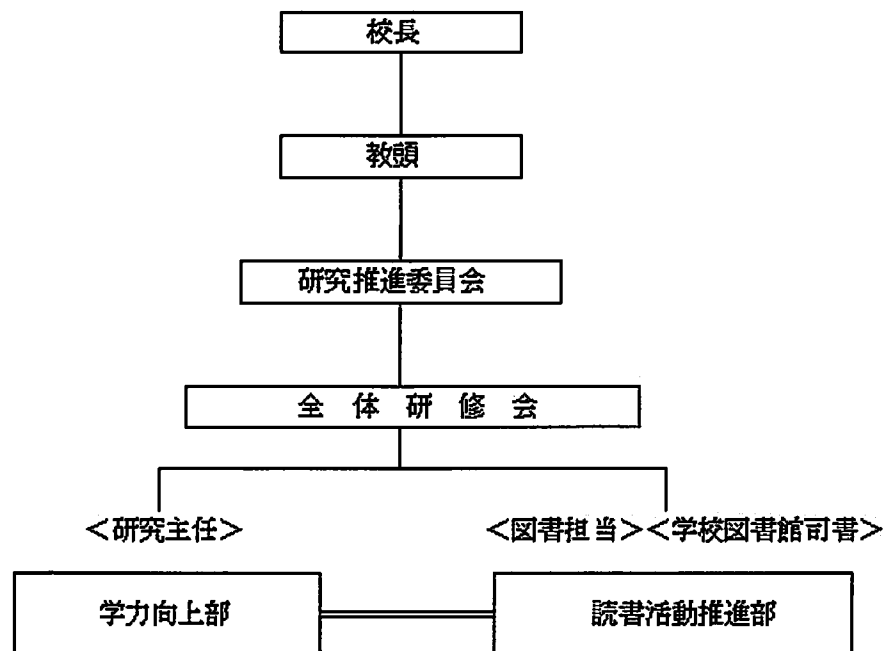 校長
教頭
研究推進委員会
全体研修会
＜研究主任＞ ＜図書担当＞＜学校図書館司書＞
学力向上部 読書活動推進部